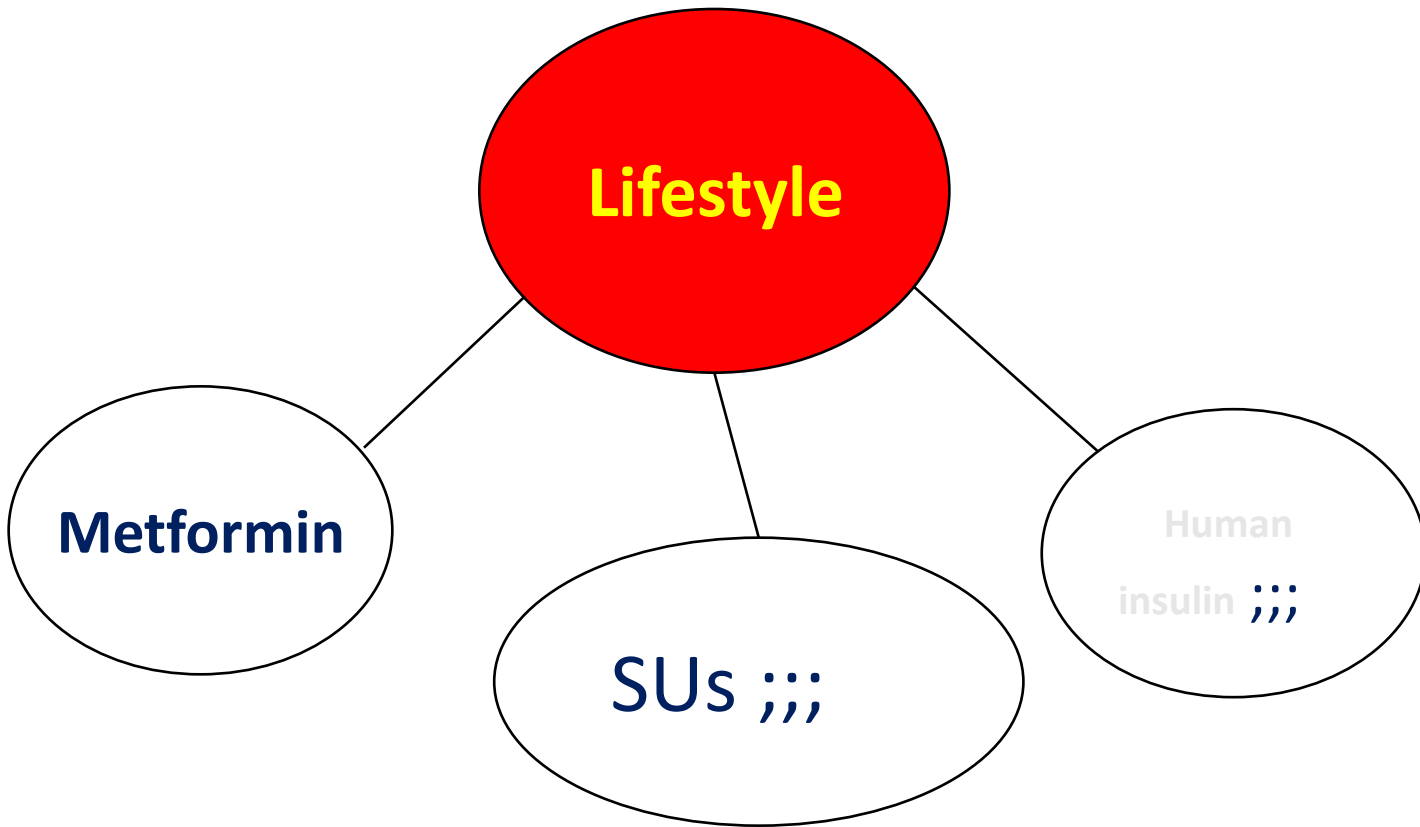 Lifestyle
Metformin
SUs ;;;
Human
insulin ;;;